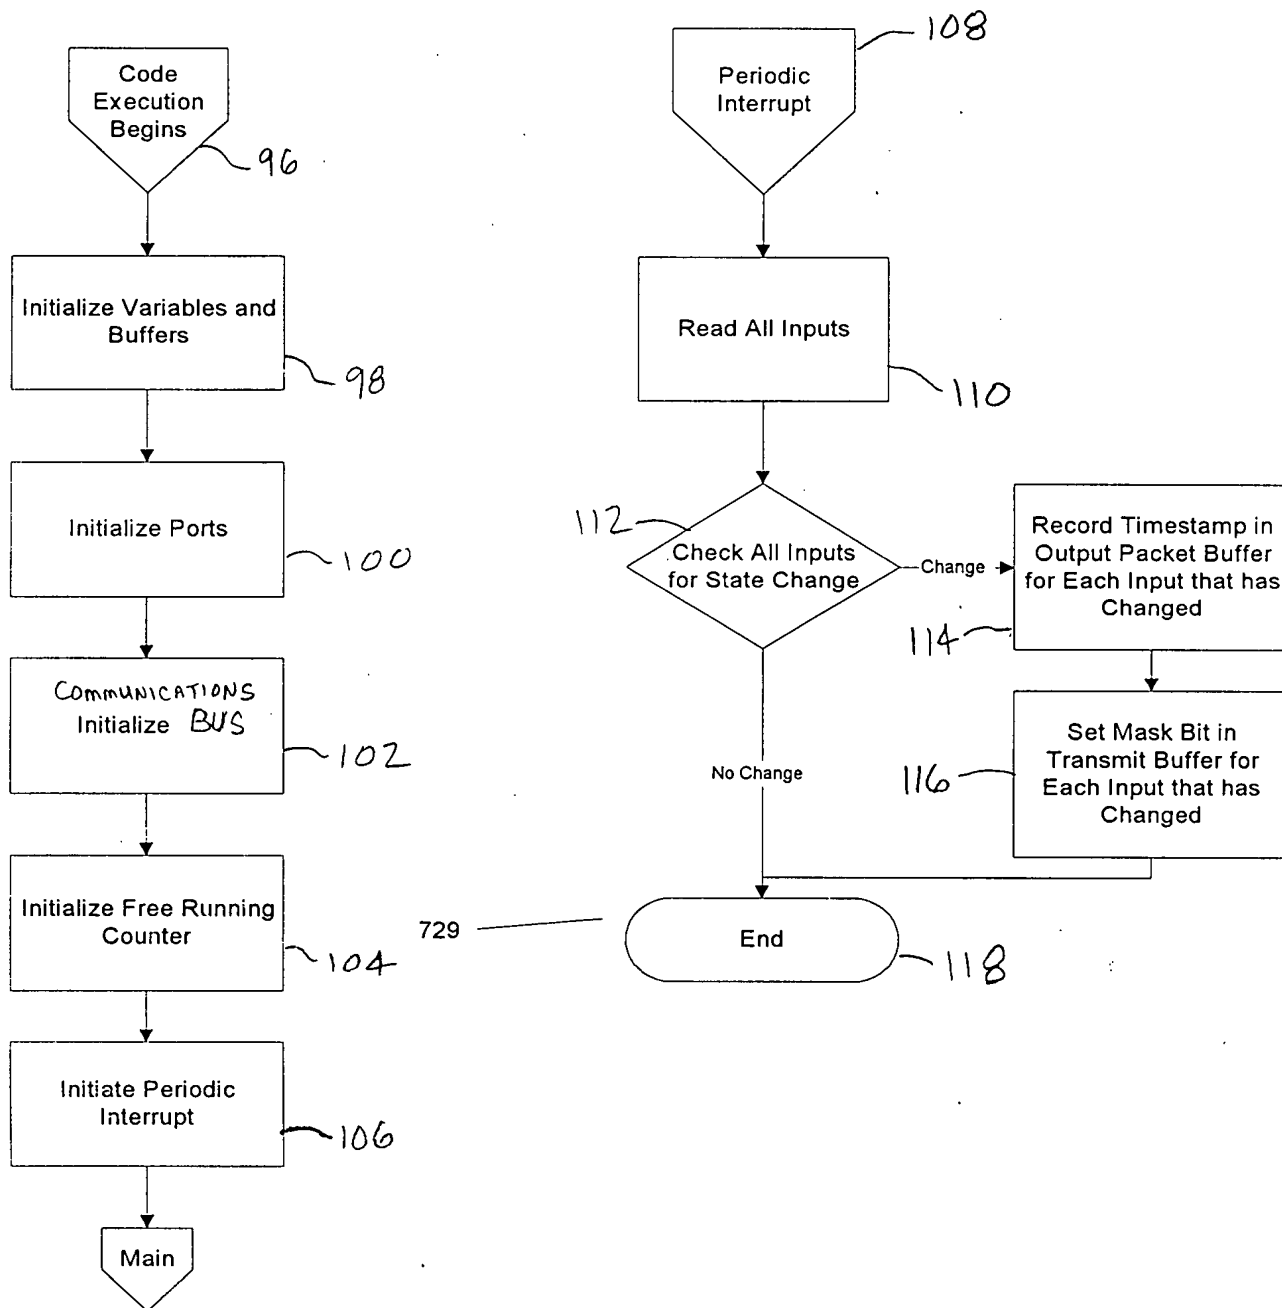 Code
Execution
Begins
96
Initialize Variables and
Buffers
98
Initialize Ports
100
COMMUNICATIONS
Initialize BUS
102
Initialize Free Running
Counter
104
Initiate Periodic
Interrupt
106
Main
108
Periodic
Interrupt
Read All Inputs
110
112
Check All Inputs
for State Change
Change
Record Timestamp in
Output Packet Buffer
for Each Input that has
Changed
114
Set Mask Bit in
Transmit Buffer for
Each Input that has
Changed
116
No Change
729
End
118